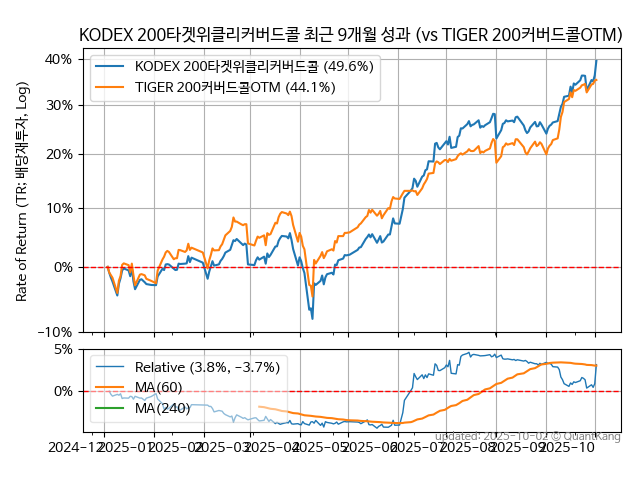 KODEX 200타겟위클리커버드콜 최근 9개월 성과 (vs TIGER 200커버드콜OTM)
Rate of Return (TR: 배당재투자, Log)
40%
30%
20%
10%
0%
−10%
KODEX 200타겟위클리커버드콜 (49.6%)
TIGER 200커버드콜OTM (44.1%)
5%
0%
Relative (3.8%, −3.7%)
MA(60)
MA(240)
updated: 2025-10-02 © QuantKang
2024-12 2025-01 2025-02 2025-03 2025-04 2025-05 2025-06 2025-07 2025-08 2025-09 2025-10